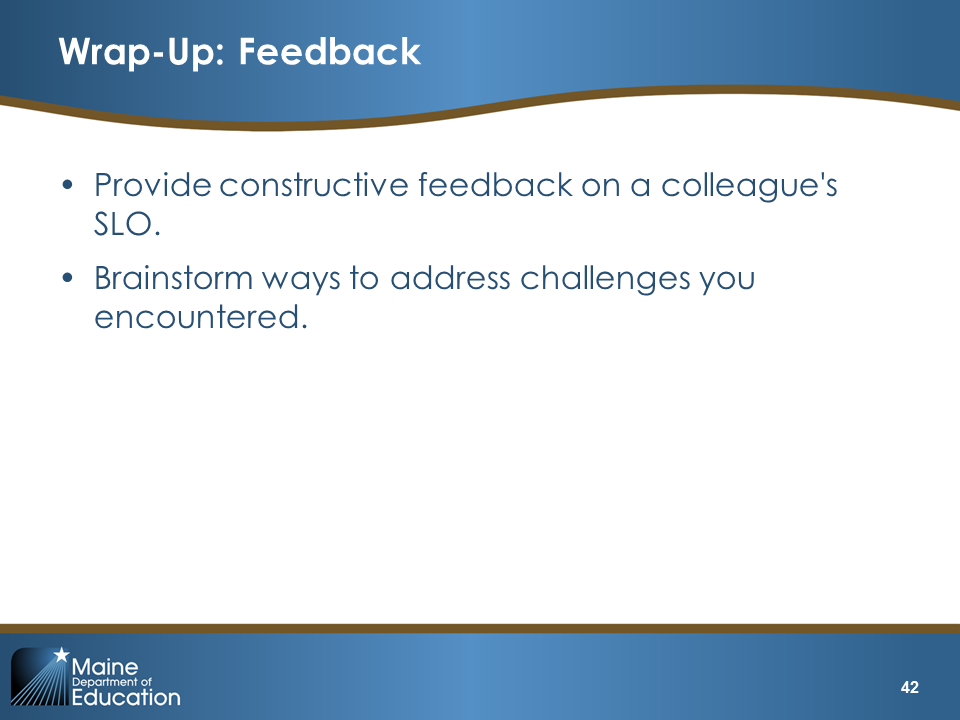 Wrap-Up: Feedback
• Provide constructive feedback on a colleague's
SLO.
• Brainstorm ways to address challenges you
encountered.
Maine
Department of
Education
42